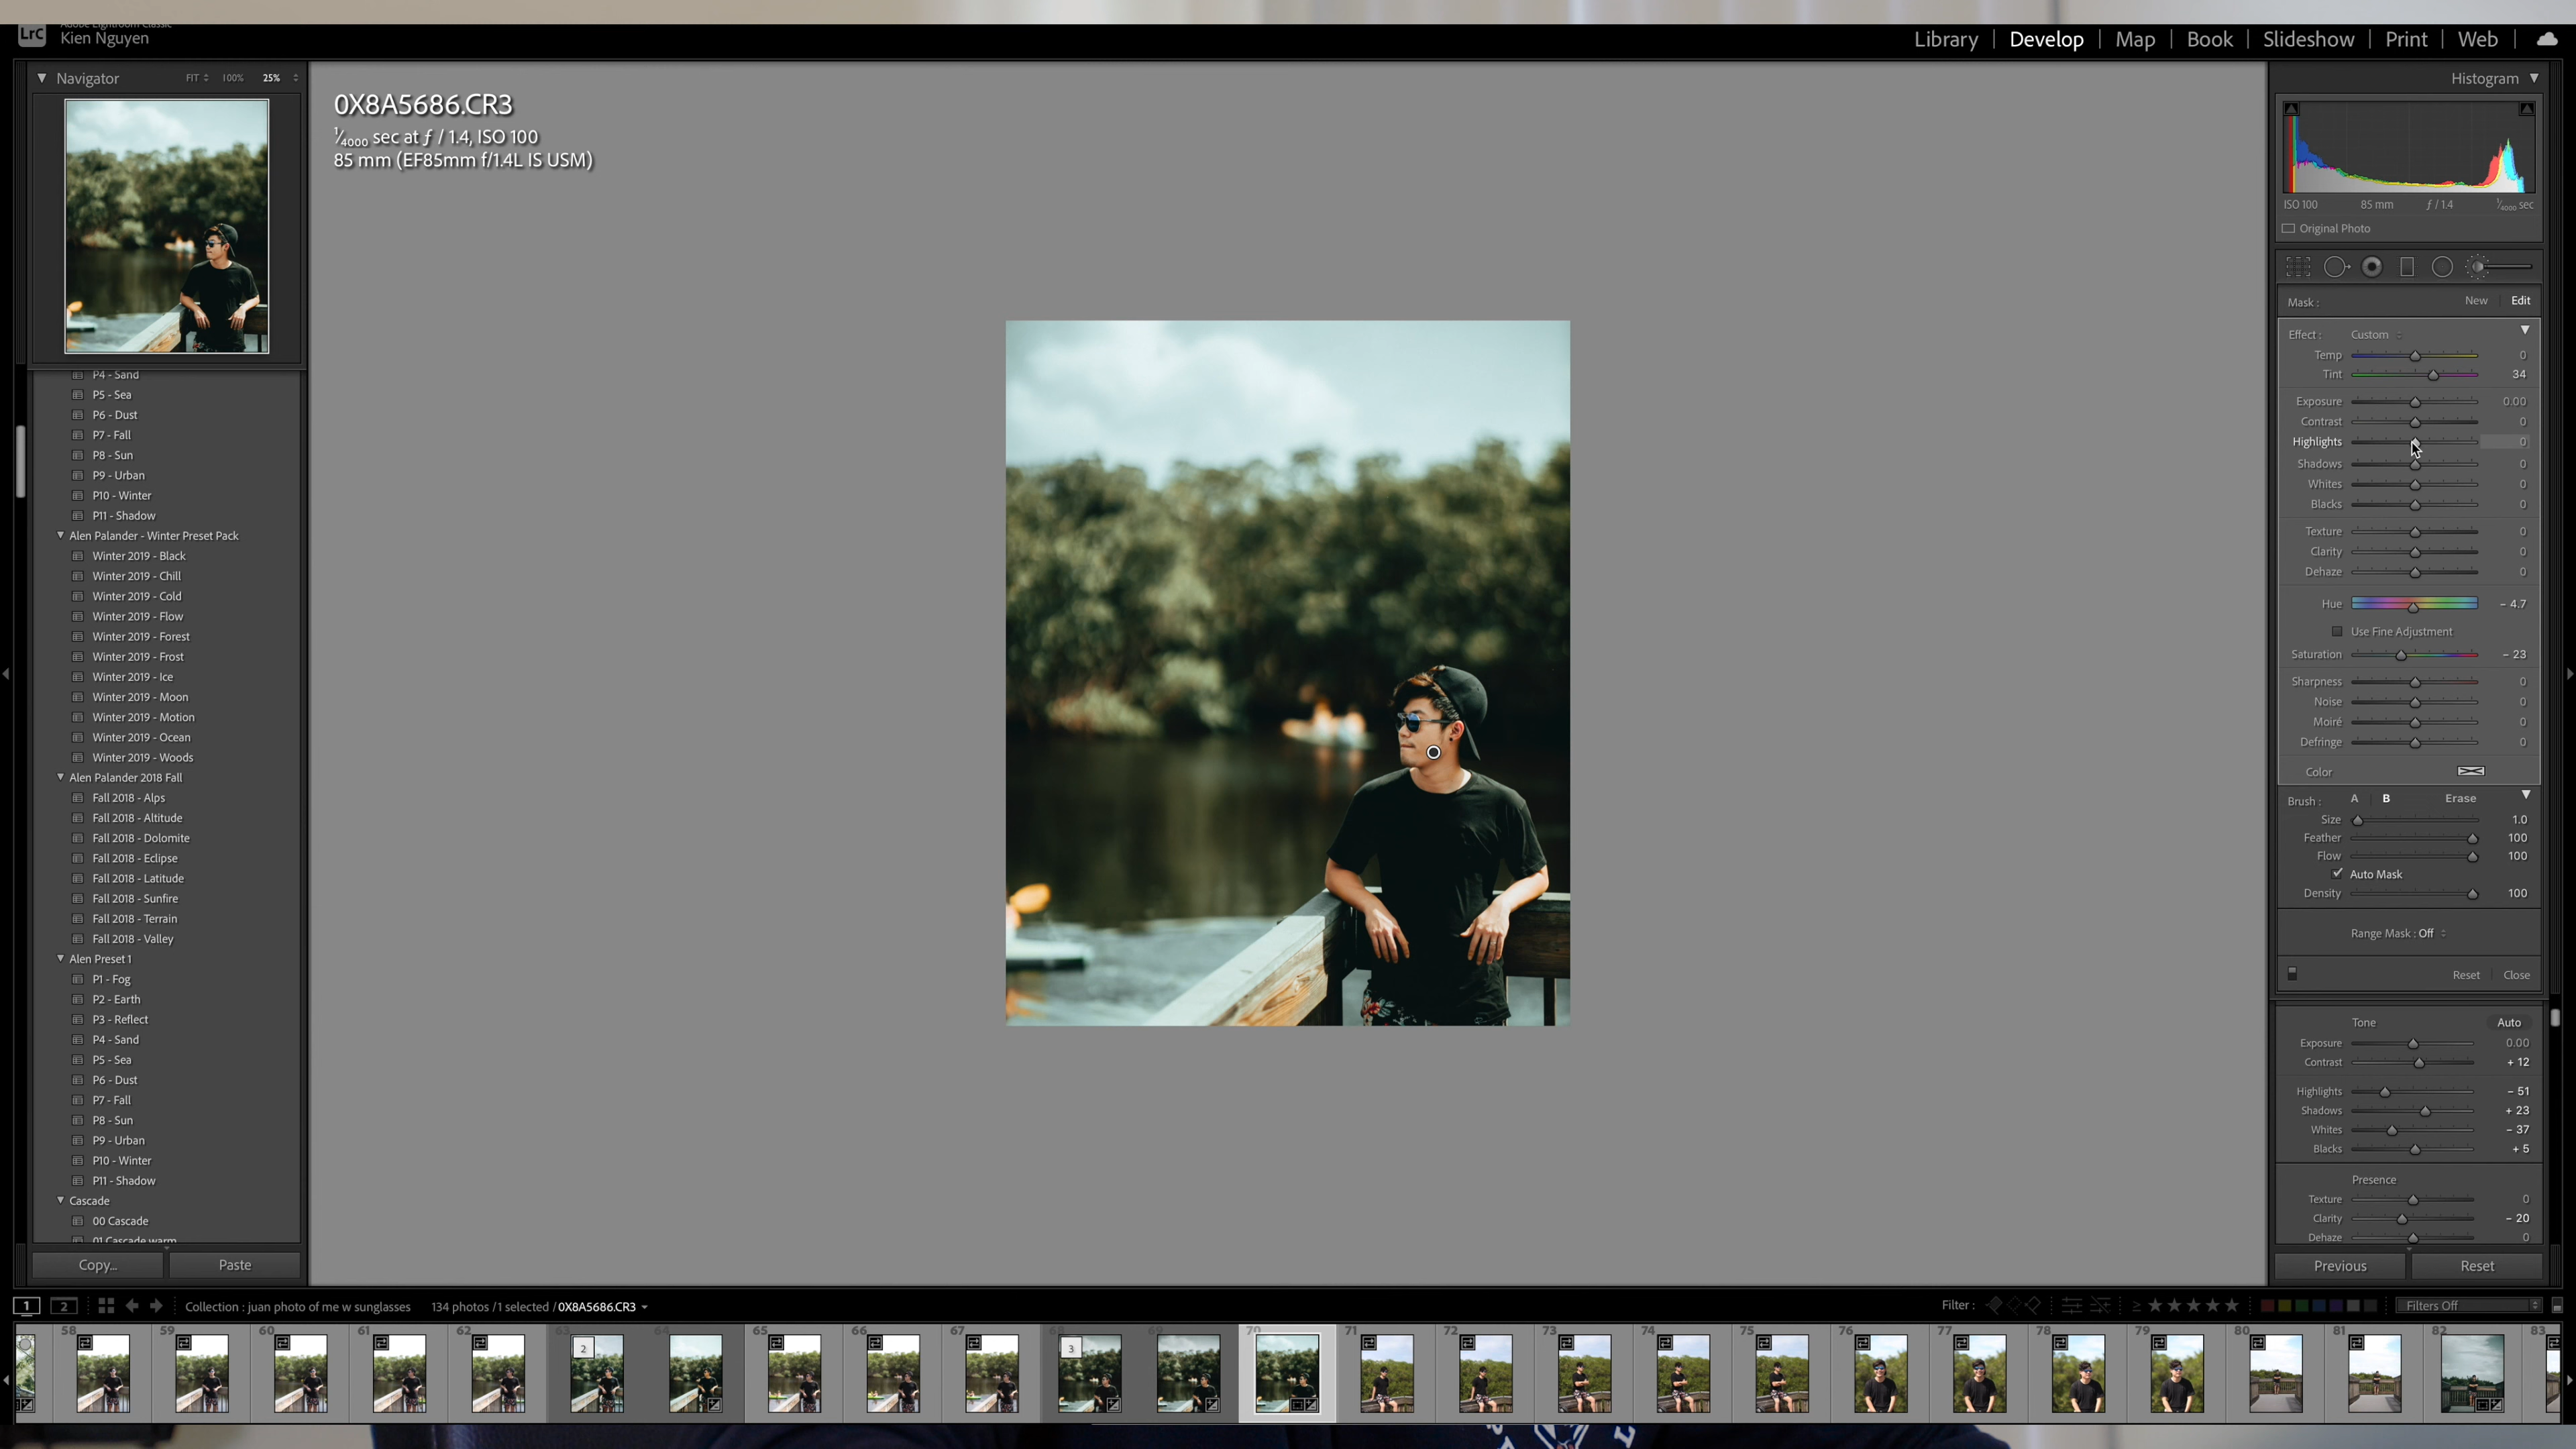 LrC
Adobe Lightroom Classic
Kien Nguyen
Library | Develop | Map | Book | Slideshow | Print | Web
Navigator FIT 100% 25%
P4 - Sand
P5 - Sea
P6 - Dust
P7 - Fall
P8 - Sun
P9 - Urban
P10 - Winter
P11 - Shadow
Alen Palander - Winter Preset Pack
Winter 2019 - Black
Winter 2019 - Chill
Winter 2019 - Cold
Winter 2019 - Flow
Winter 2019 - Forest
Winter 2019 - Frost
Winter 2019 - Ice
Winter 2019 - Moon
Winter 2019 - Motion
Winter 2019 - Ocean
Winter 2019 - Woods
Alen Palander 2018 Fall
Fall 2018 - Alps
Fall 2018 - Altitude
Fall 2018 - Dolomite
Fall 2018 - Eclipse
Fall 2018 - Latitude
Fall 2018 - Sunfire
Fall 2018 - Terrain
Fall 2018 - Valley
Alen Preset 1
P1 - Fog
P2 - Earth
P3 - Reflect
P4 - Sand
P5 - Sea
P6 - Dust
P7 - Fall
P8 - Sun
P9 - Urban
P10 - Winter
P11 - Shadow
Cascade
00 Cascade
01 Cascade warm
Copy... Paste
0X8A5686.CR3
1/4000 sec at ƒ / 1.4, ISO 100
85 mm (EF85mm f/1.4L IS USM)
Histogram
ISO 100 85 mm ƒ / 1.4 1/4000 sec
Original Photo
Mask : New Edit
Effect : Custom
Temp 0
Tint 34
Exposure 0.00
Contrast 0
Highlights 0
Shadows 0
Whites 0
Blacks 0
Texture 0
Clarity 0
Dehaze 0
Hue - 4.7
Use Fine Adjustment
Saturation - 23
Sharpness 0
Noise 0
Moiré 0
Defringe 0
Color
Brush : A B Erase
Size 1.0
Feather 100
Flow 100
Auto Mask
Density 100
Range Mask : Off
Reset Close
Tone Auto
Exposure 0.00
Contrast + 12
Highlights - 51
Shadows + 23
Whites - 37
Blacks + 5
Presence
Texture 0
Clarity - 20
Dehaze 0
Previous Reset
1 2 Collection : juan photo of me w sunglasses 134 photos / 1 selected / 0X8A5686.CR3 Filter : Filters Off
58 59 60 61 62 63 64 65 66 67 68 69 70 71 72 73 74 75 76 77 78 79 80 81 82 83
2 3